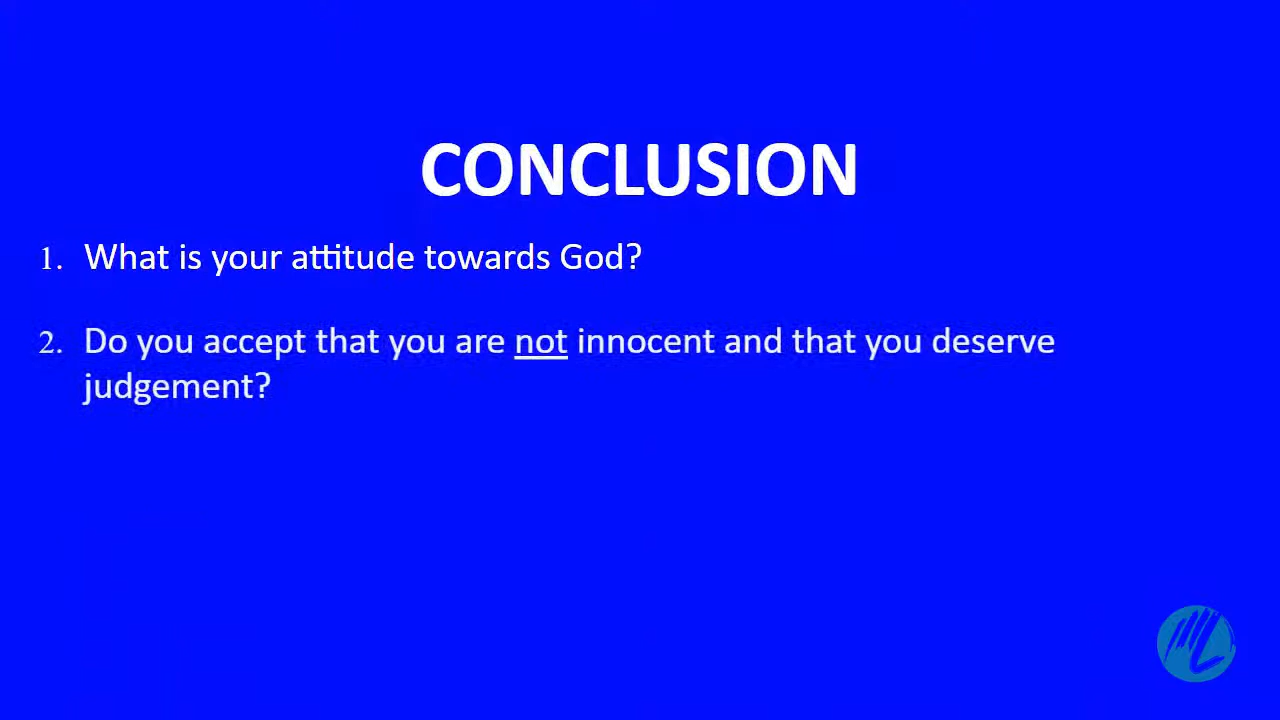 CONCLUSION
1. What is your attitude towards God?
2. Do you accept that you are not innocent and that you deserve
judgement?